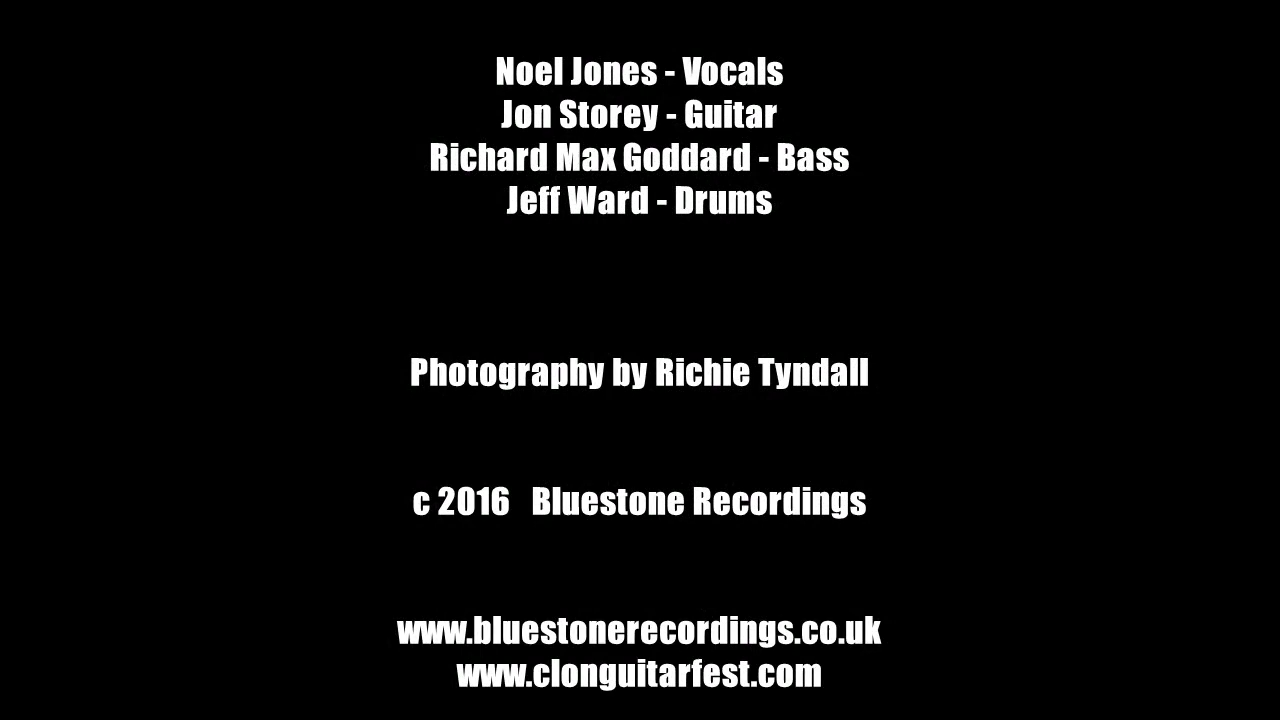 Noel Jones - Vocals
Jon Storey - Guitar
Richard Max Goddard - Bass
Jeff Ward - Drums
Photography by Richie Tyndall
c 2016 Bluestone Recordings
www.bluestonerecordings.co.uk
www.clonguitarfest.com